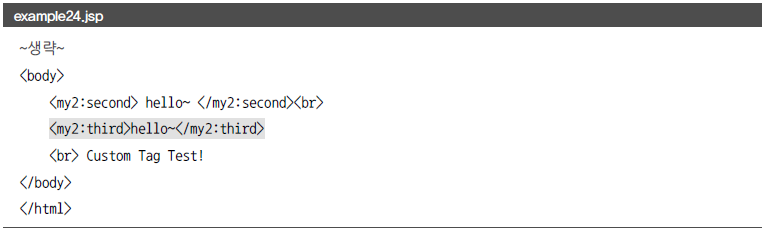 example24.jsp
~생략~
<body>
<my2:second> hello~ </my2:second><br>
<my2:third>hello~</my2:third>
<br> Custom Tag Test!
</body>
</html>